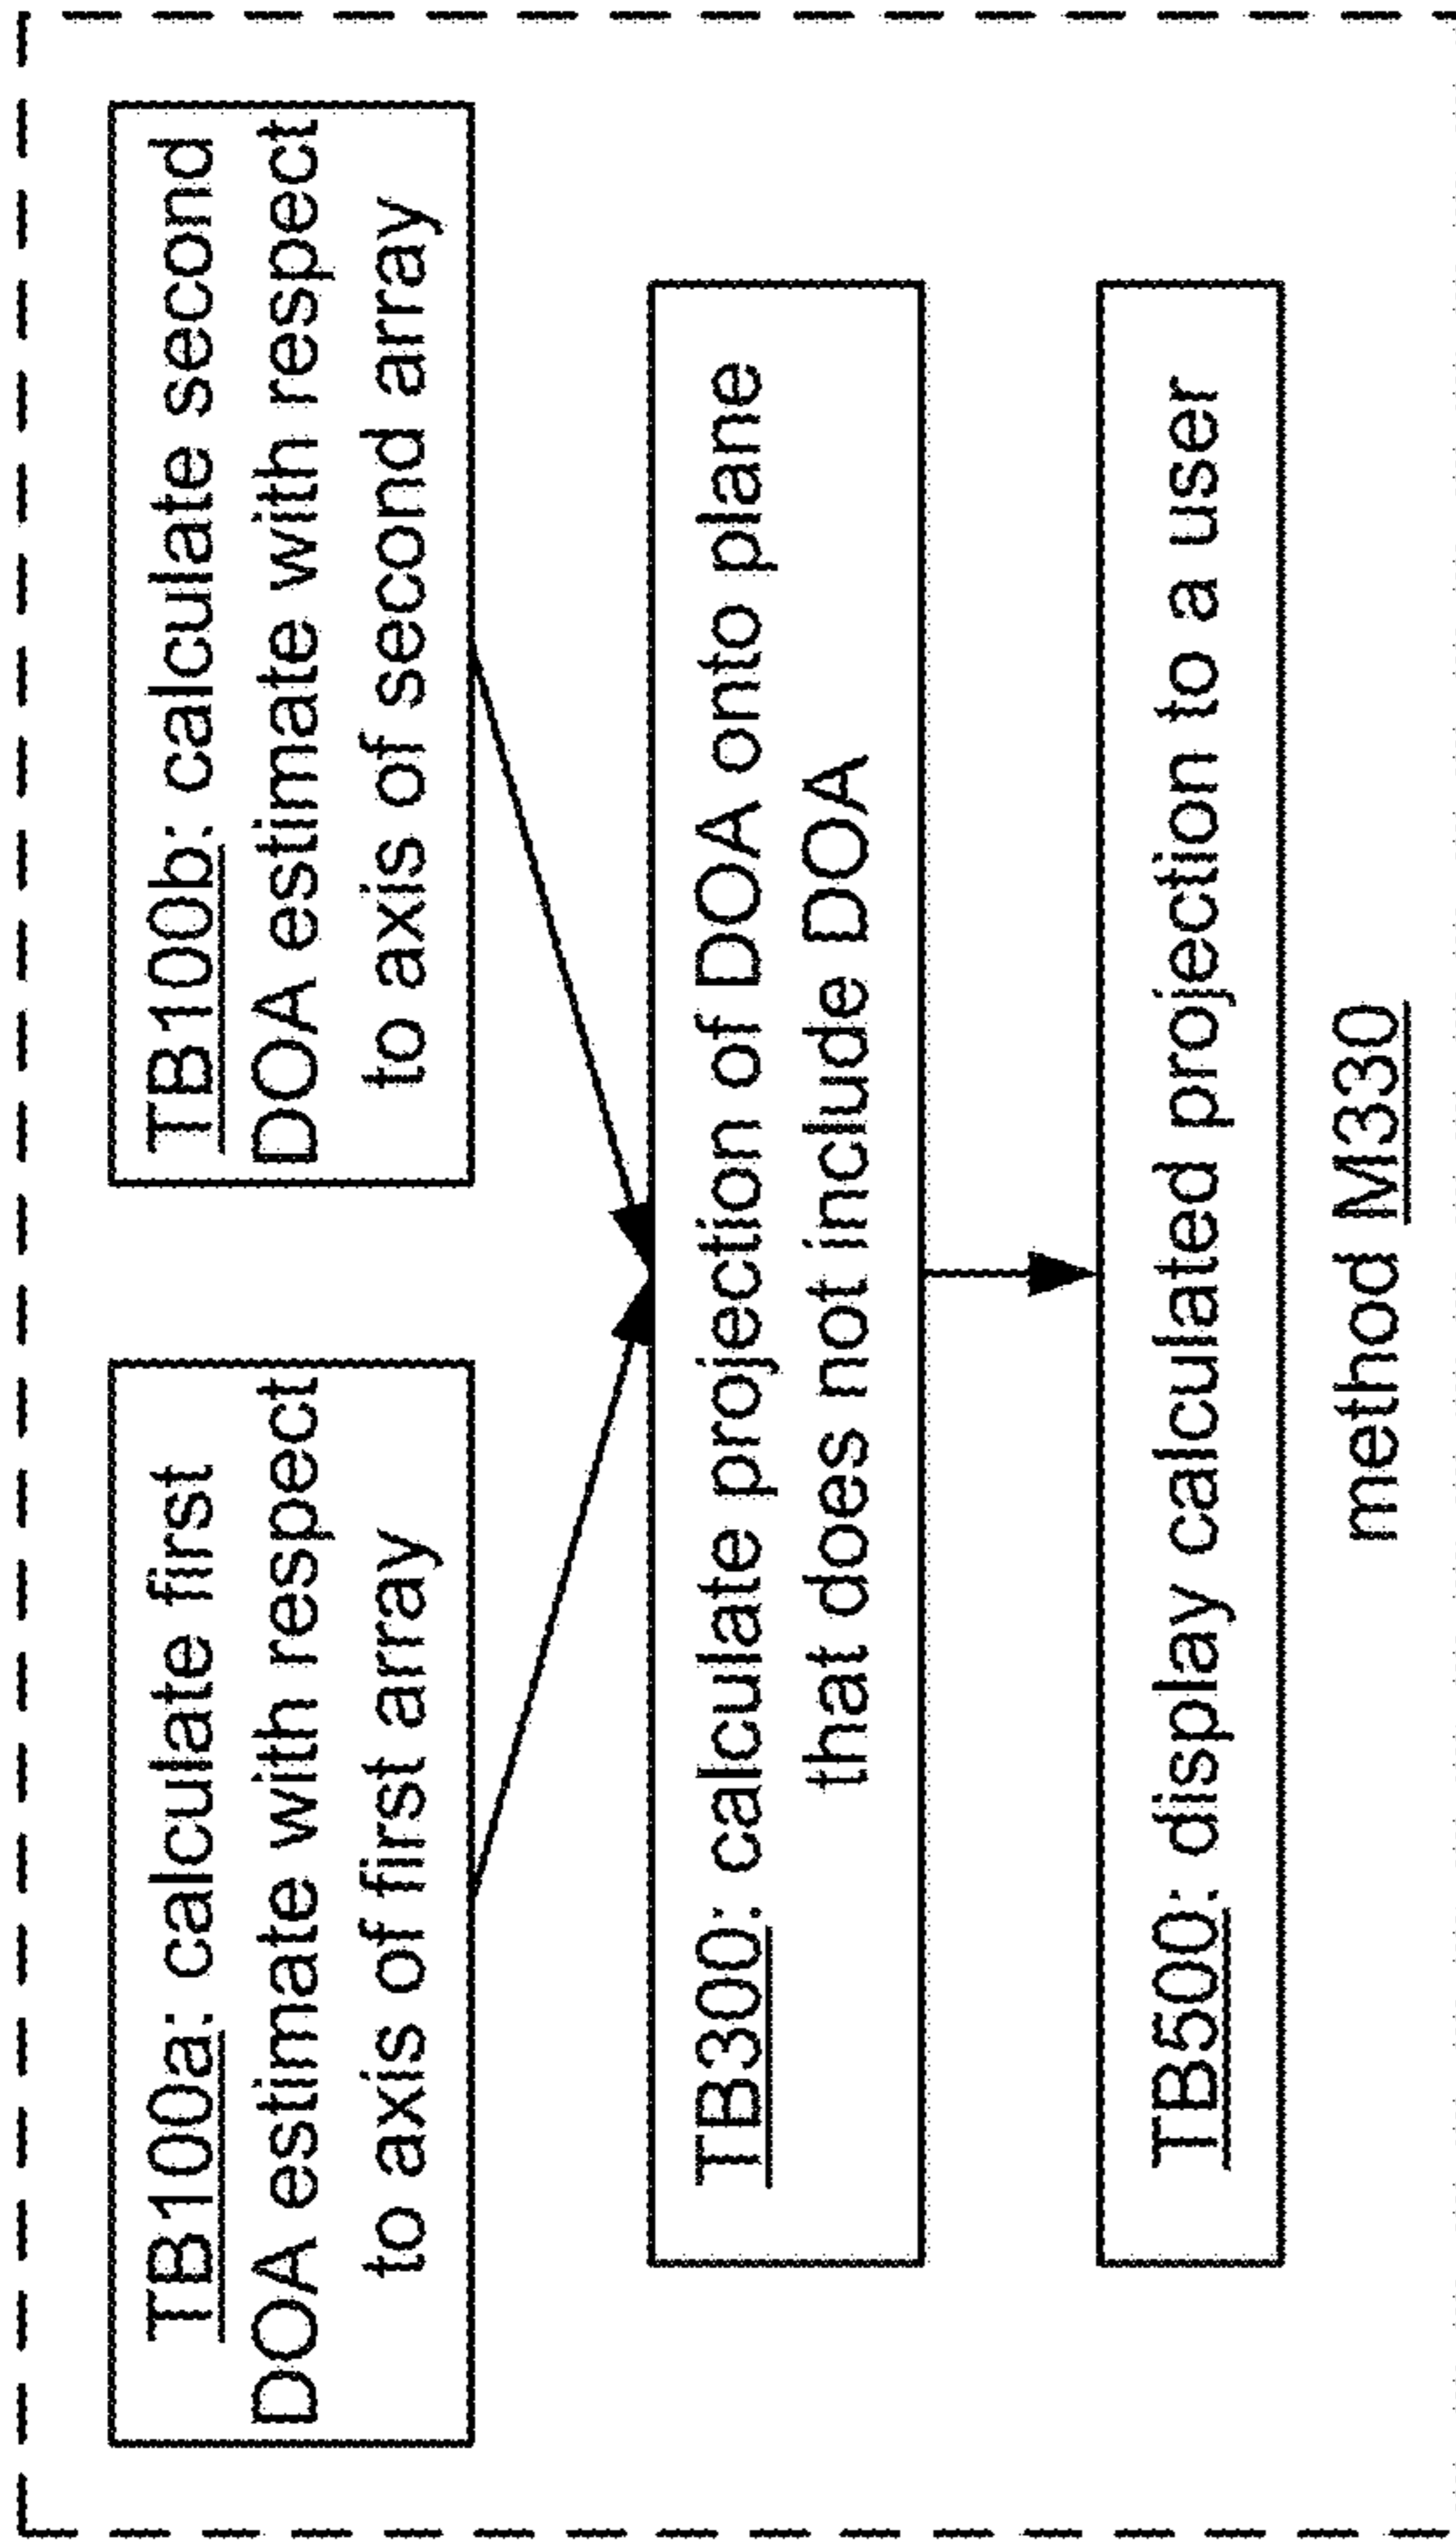 TB100a: calculate first
DOA estimate with respect
to axis of first array
TB100b: calculate second
DOA estimate with respect
to axis of second array
TB300: calculate projection of DOA onto plane
that does not include DOA
TB500: display calculated projection to a user
method M330